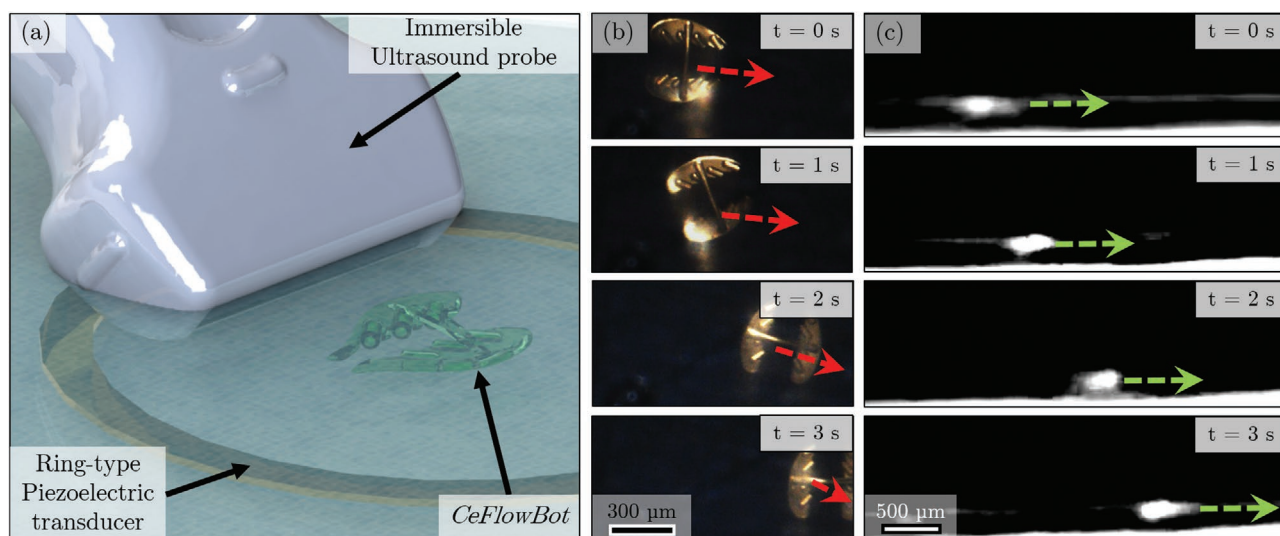 (a)
Immersible
Ultrasound probe
Ring-type
Piezoelectric
transducer
CeFlowBot
(b)
t = 0 s
t = 1 s
t = 2 s
t = 3 s
300 µm
(c)
t = 0 s
t = 1 s
t = 2 s
t = 3 s
500 µm